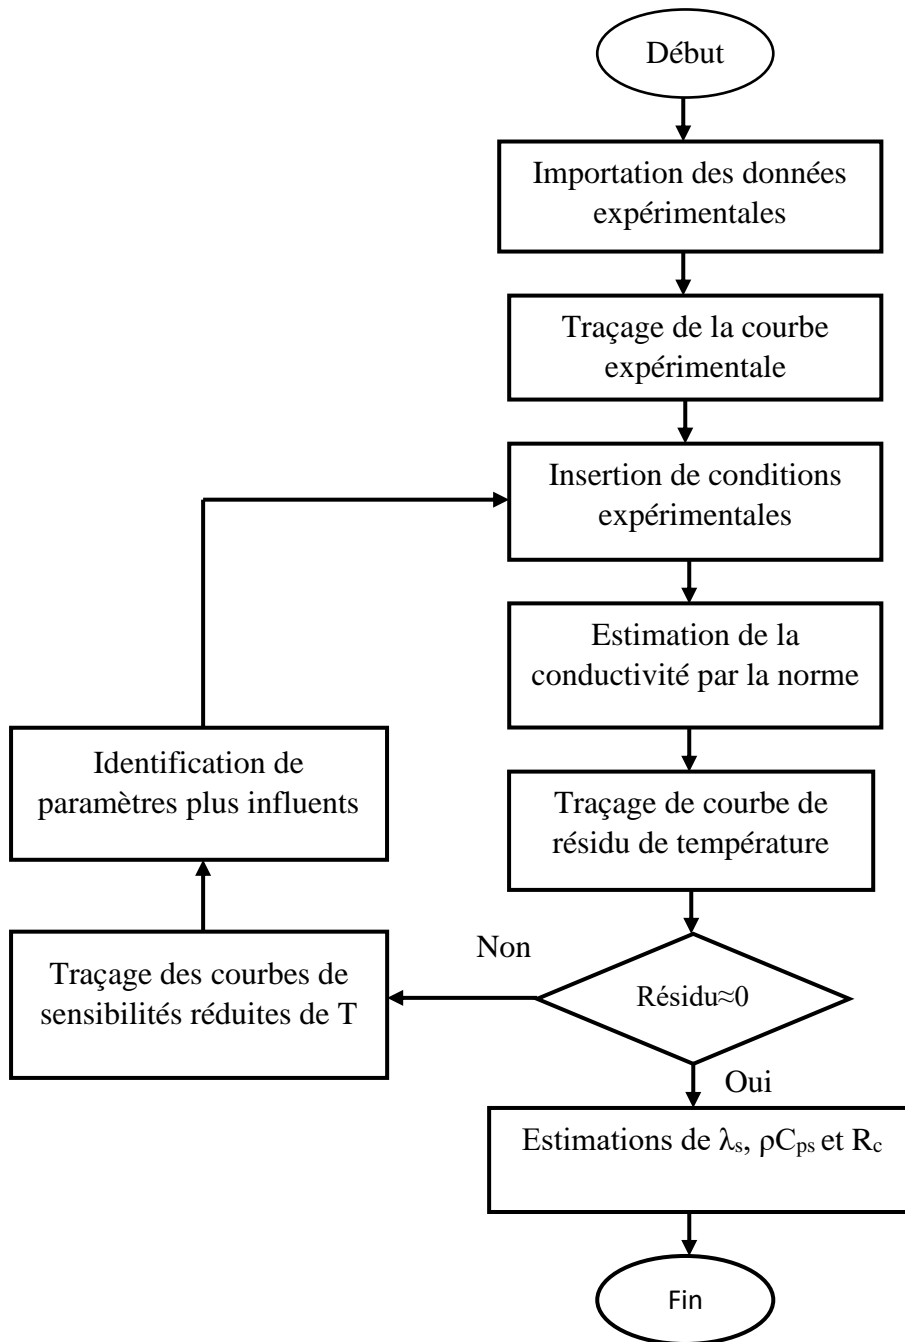 Début
Importation des données
expérimentales
Traçage de la courbe
expérimentale
Insertion de conditions
expérimentales
Estimation de la
conductivité par la norme
Identification de
paramètres plus influents
Traçage de courbe de
résidu de température
Non
Traçage des courbes de
sensibilités réduites de T
Résidu≈0
Oui
Estimations de λₛ, ρCₚₛ et R꜀
Fin